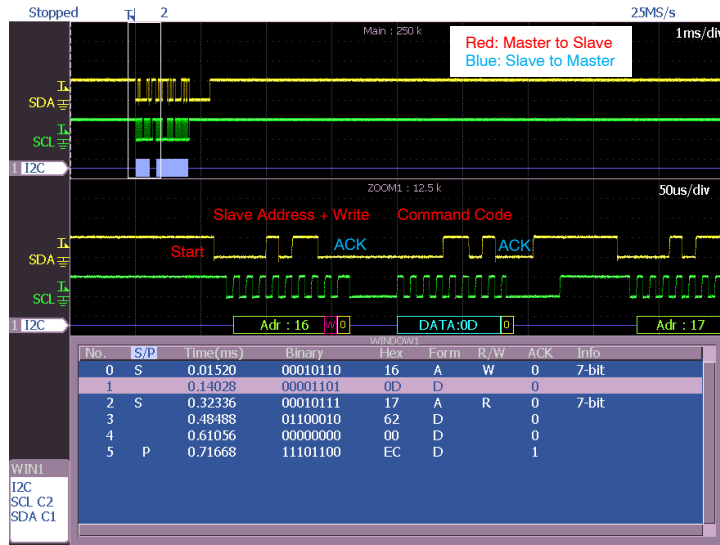 Stopped T 2 25MS/s
Main : 250 k 1ms/div
Red: Master to Slave
Blue: Slave to Master
T
SDA
T
SCL
1 I2C
ZOOM1 : 12.5 k 50us/div
Slave Address + Write Command Code
T Start ACK ACK
SDA
T
SCL
1 I2C Adr : 16 W 0 DATA:0D 0 Adr : 17
WINDOW1
No. S/P Time(ms) Binary Hex Form R/W ACK Info
0 S 0.01520 00010110 16 A W 0 7-bit
1 0.14028 00001101 0D D 0
2 S 0.32336 00010111 17 A R 0 7-bit
3 0.48488 01100010 62 D 0
4 0.61056 00000000 00 D 0
5 P 0.71668 11101100 EC D 1
WIN1
I2C
SCL C2
SDA C1